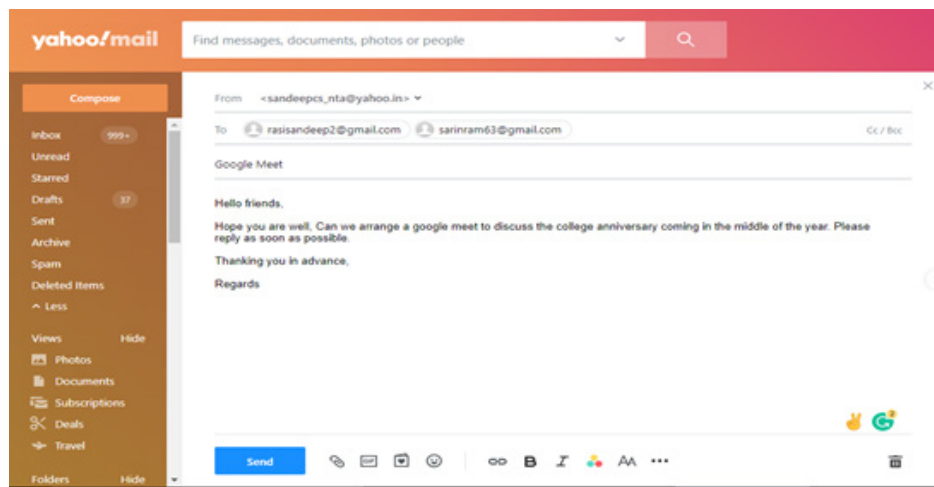 yahoo!mail
Find messages, documents, photos or people
Compose
Inbox 999+
Unread
Starred
Drafts 37
Sent
Archive
Spam
Deleted Items
Less
Views Hide
Photos
Documents
Subscriptions
Deals
Travel
Folders Hide
From <sandeepcs_nta@yahoo.in>
To rasisandeep2@gmail.com sarinram63@gmail.com Cc / Bcc
Google Meet
Hello friends,
Hope you are well, Can we arrange a google meet to discuss the college anniversary coming in the middle of the year. Please
reply as soon as possible.
Thanking you in advance,
Regards
Send GIF B I AA